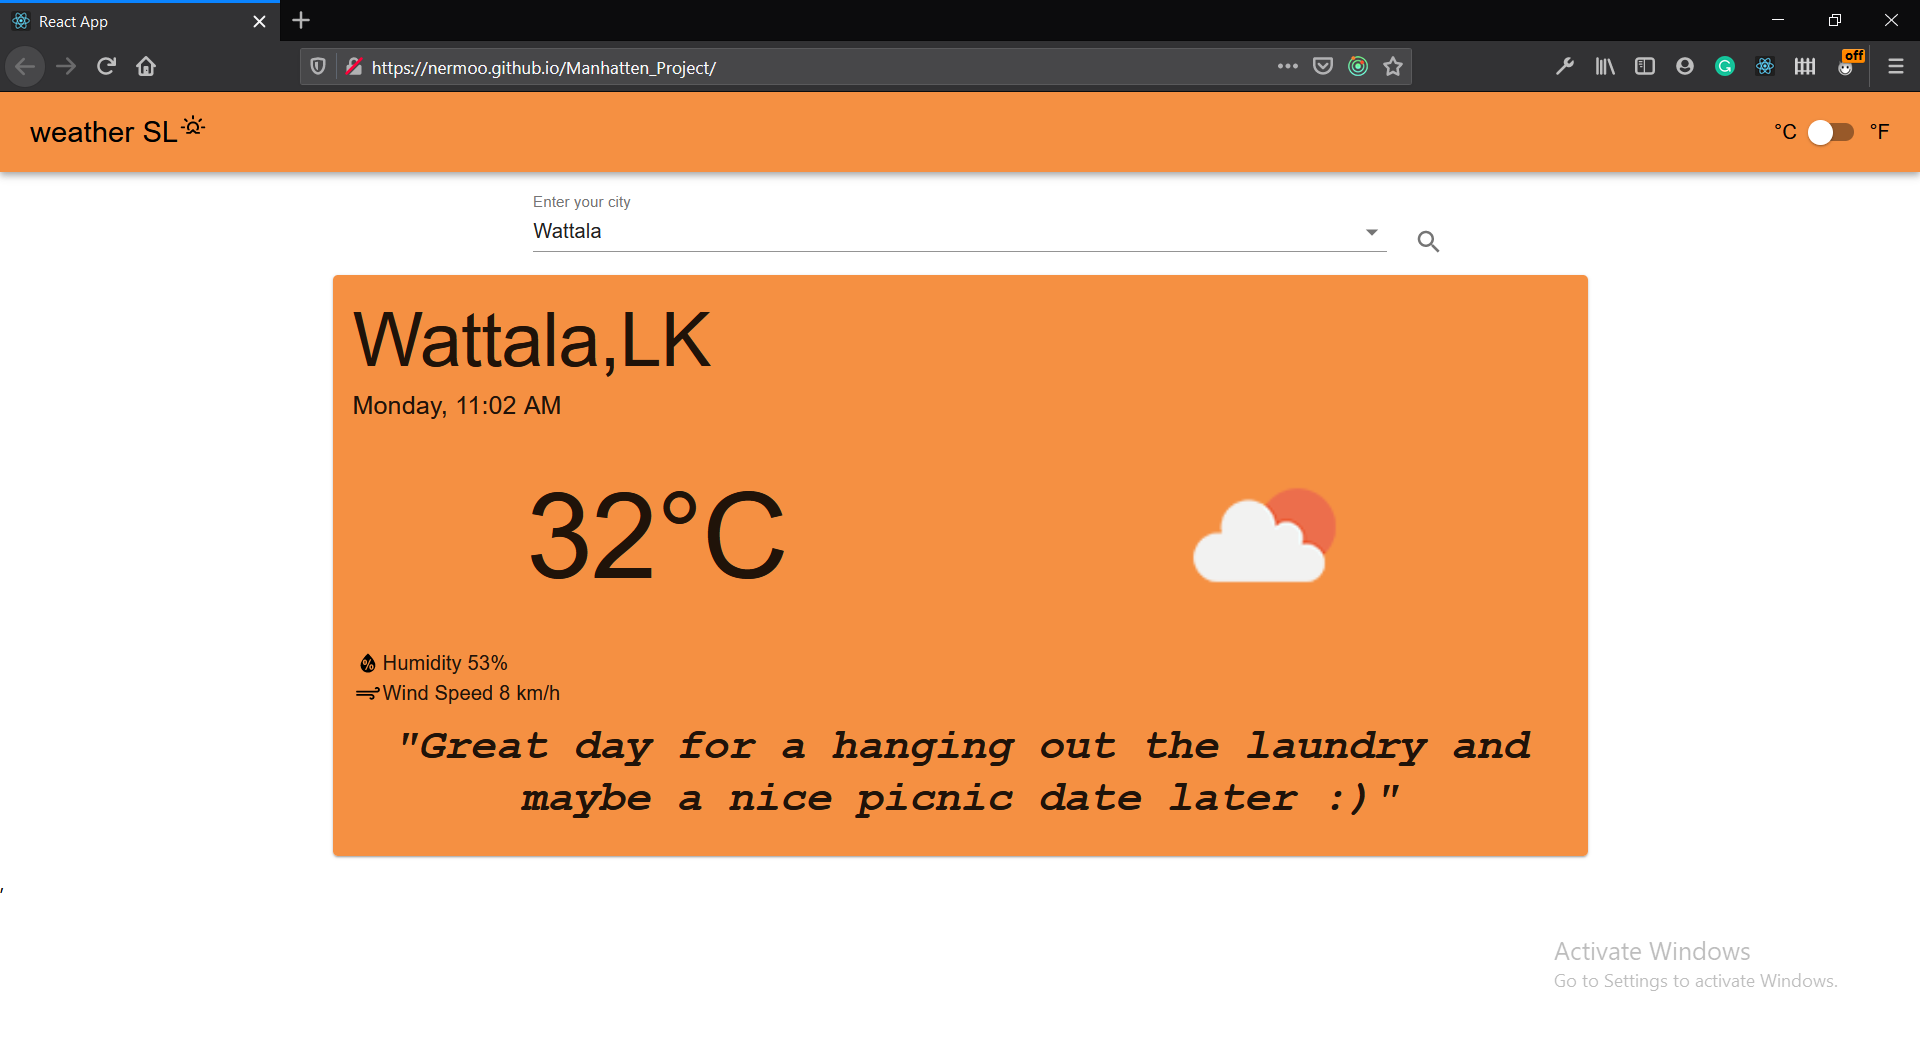 React App
off
https://nermoo.github.io/Manhatten_Project/
weather SL
°C
°F
Enter your city
Wattala
Wattala,LK
Monday, 11:02 AM
32°C
Humidity 53%
Wind Speed 8 km/h
"Great day for a hanging out the laundry and
maybe a nice picnic date later :)"
,
Activate Windows
Go to Settings to activate Windows.